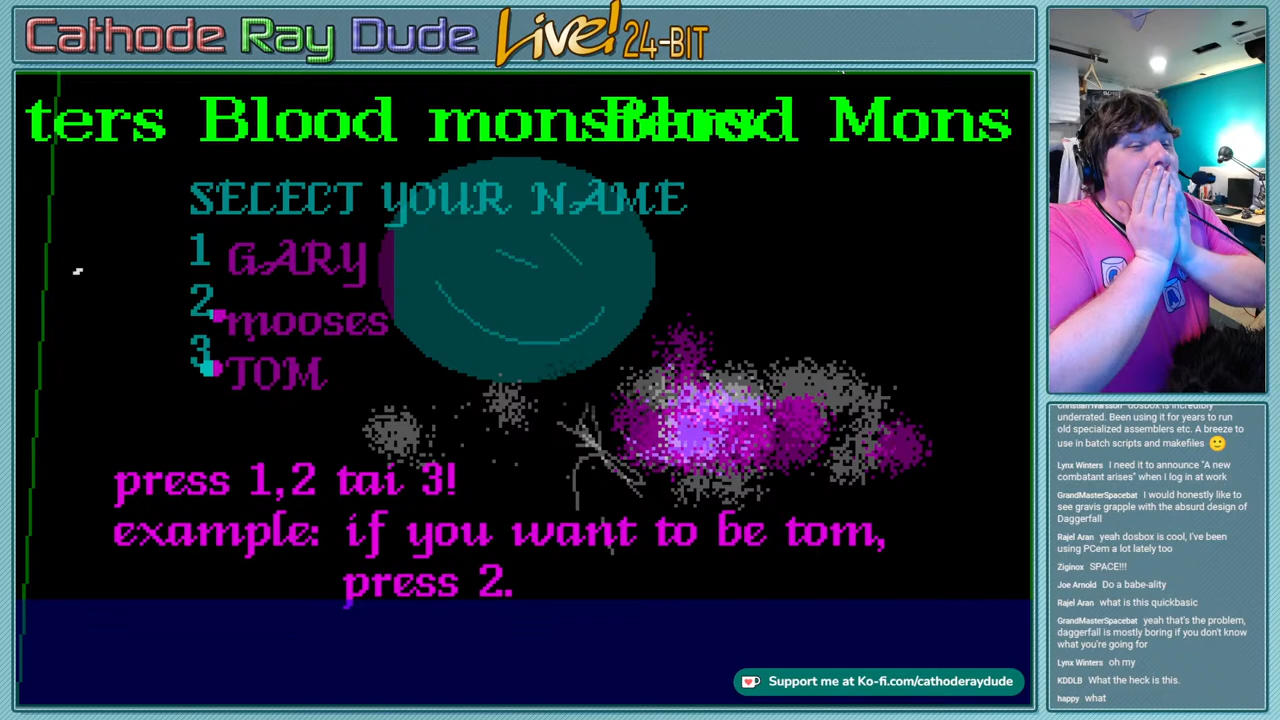 Cathode Ray Dude Live! 24-BIT
ters Blood monsters Blood Mons
SELECT YOUR NAME
1 GARY
2 mooses
3 TOM
press 1,2 tai 3!
example: if you want to be tom,
press 2.
Support me at Ko-fi.com/cathoderaydude
dosbox is incredibly
underrated. Been using it for years to run
old specialized assemblers etc. A breeze to
use in batch scripts and makefiles 🙂
Lynx Winters I need it to announce "A new
combatant arises" when I log in at work
GrandMasterSpacebat I would honestly like to
see gravis grapple with the absurd design of
Daggerfall
Rajel Aran yeah dosbox is cool, I've been
using PCem a lot lately too
Ziginox SPACE!!!
Joe Arnold Do a babe-ality
Rajel Aran what is this quickbasic
GrandMasterSpacebat yeah that's the problem,
daggerfall is mostly boring if you don't know
what you're going for
Lynx Winters oh my
KDDLB What the heck is this.
happy what